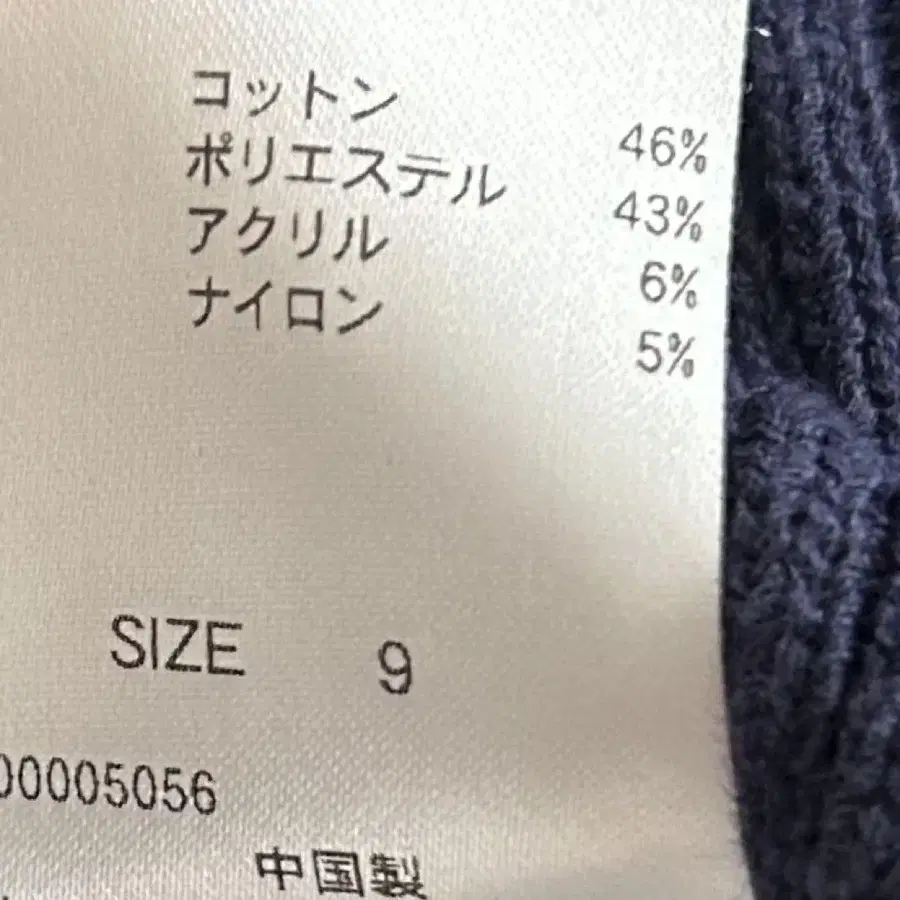 コットン 46%
ポリエステル 43%
アクリル 6%
ナイロン 5%
SIZE 9
00005056
中国製